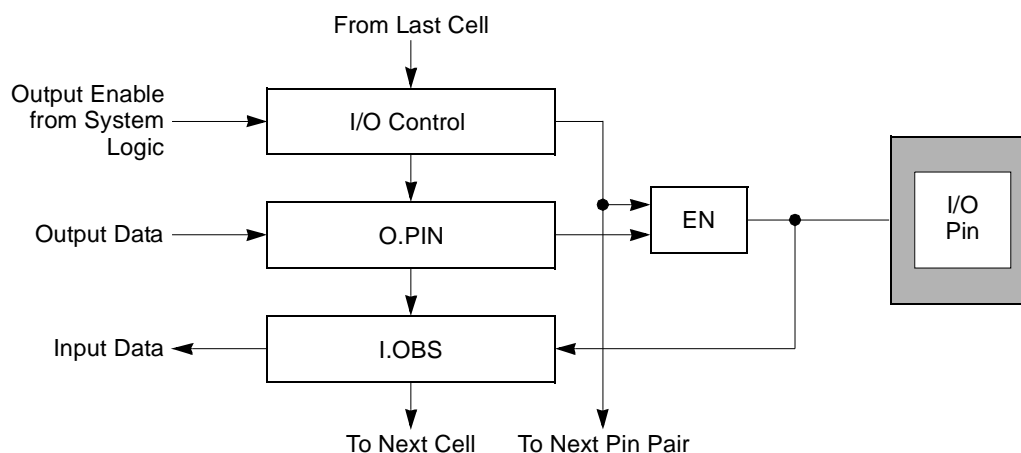 From Last Cell
Output Enable
from System
Logic
I/O Control
Output Data
O.PIN
EN
I/O
Pin
Input Data
I.OBS
To Next Cell
To Next Pin Pair